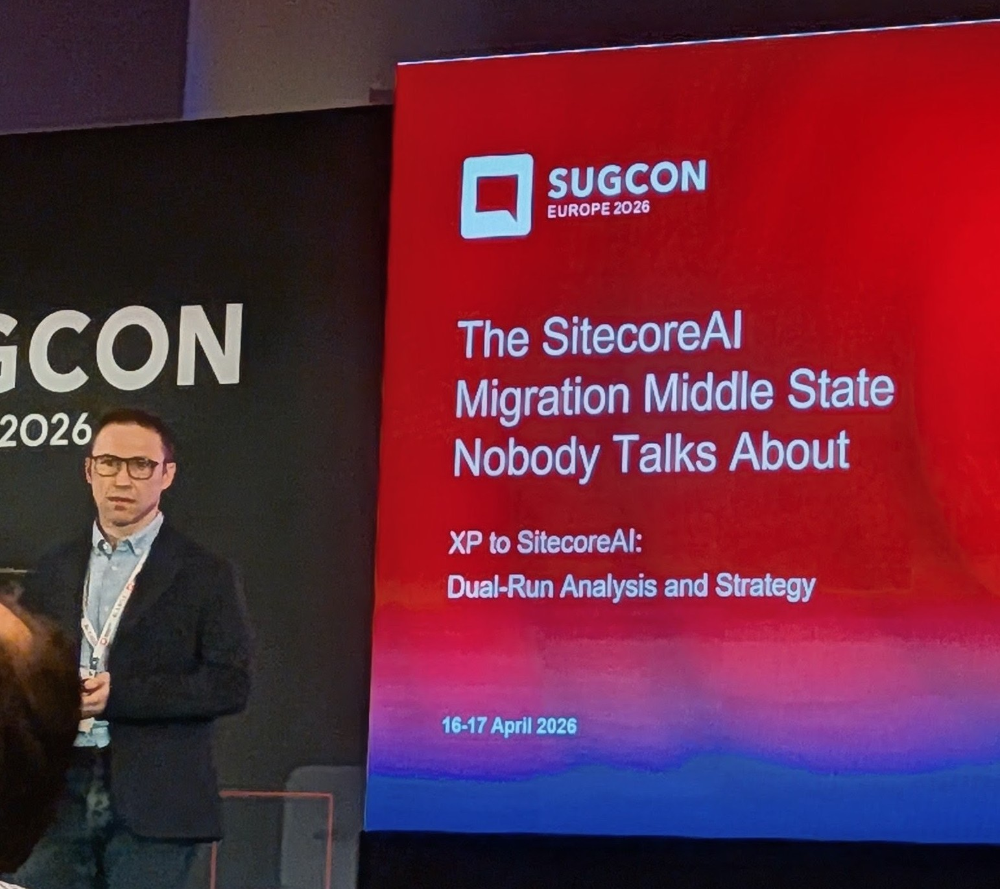 SUGCON
EUROPE 2026
The SitecoreAI
Migration Middle State
Nobody Talks About
XP to SitecoreAI:
Dual-Run Analysis and Strategy
16-17 April 2026
GCON
2026